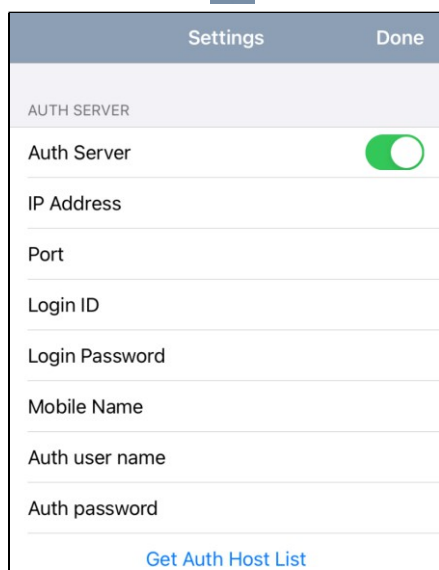 Settings Done
AUTH SERVER
Auth Server
IP Address
Port
Login ID
Login Password
Mobile Name
Auth user name
Auth password
Get Auth Host List